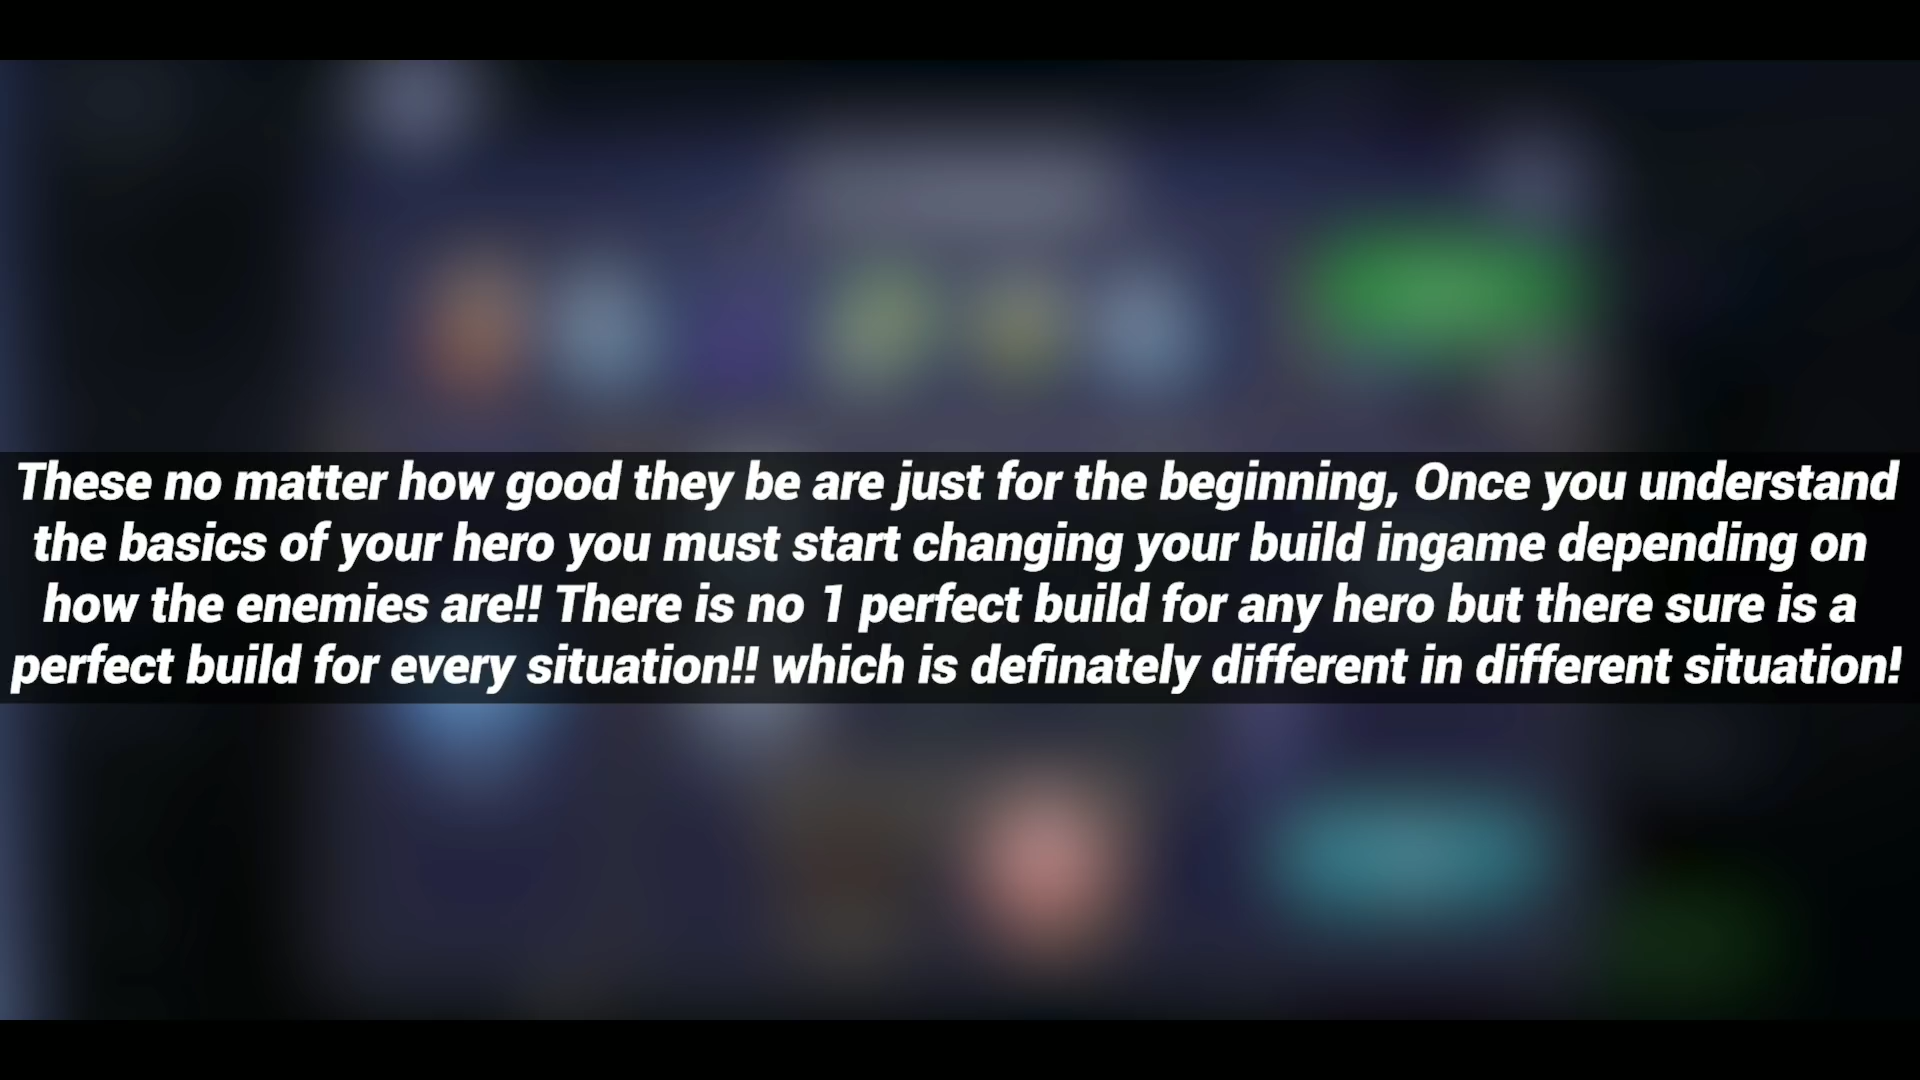 These no matter how good they be are just for the beginning, Once you understand
the basics of your hero you must start changing your build ingame depending on
how the enemies are!! There is no 1 perfect build for any hero but there sure is a
perfect build for every situation!! which is definately different in different situation!